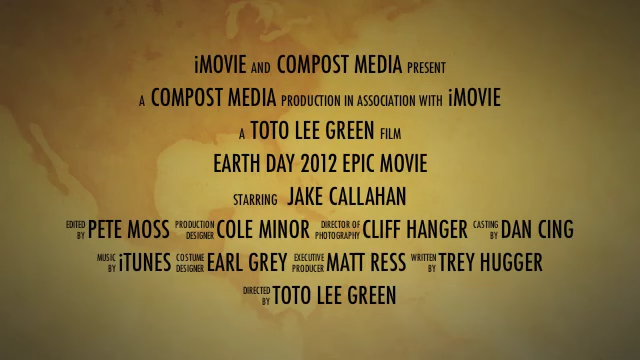 iMOVIE AND COMPOST MEDIA PRESENT
A COMPOST MEDIA PRODUCTION IN ASSOCIATION WITH iMOVIE
A TOTO LEE GREEN FILM
EARTH DAY 2012 EPIC MOVIE
STARRING JAKE CALLAHAN
EDITED BY PETE MOSS PRODUCTION DESIGNER COLE MINOR DIRECTOR OF PHOTOGRAPHY CLIFF HANGER CASTING BY DAN CING
MUSIC BY iTUNES COSTUME DESIGNER EARL GREY EXECUTIVE PRODUCER MATT RESS WRITTEN BY TREY HUGGER
DIRECTED BY TOTO LEE GREEN